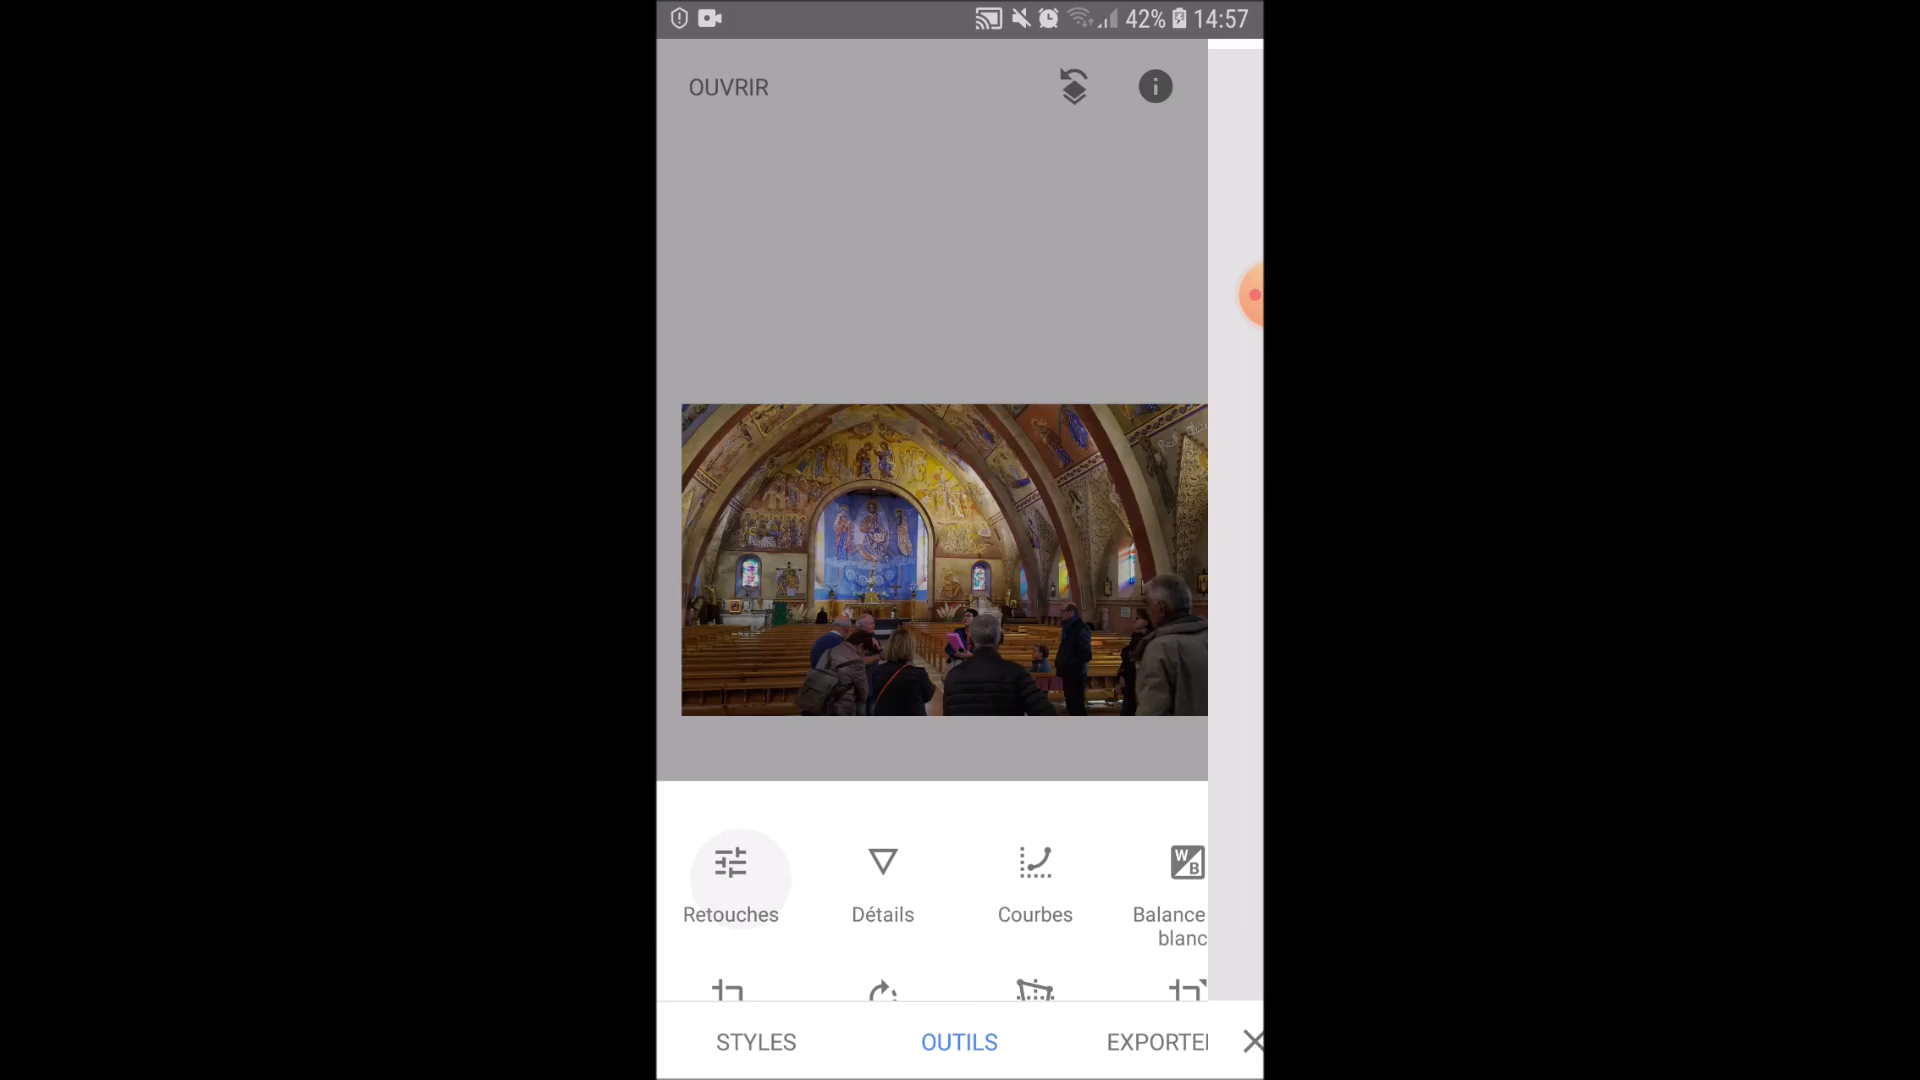 42% 14:57
OUVRIR
Retouches
Détails
Courbes
Balance
blanc
STYLES
OUTILS
EXPORTE